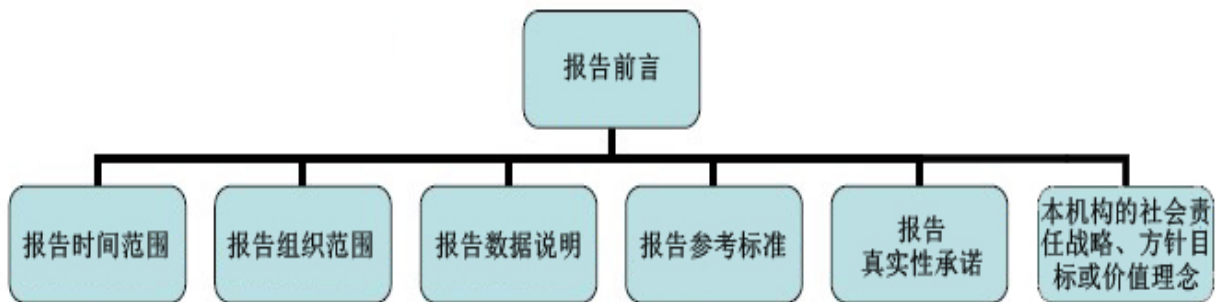 报告前言
报告时间范围
报告组织范围
报告数据说明
报告参考标准
报告
真实性承诺
本机构的社会责
任战略、方针目
标或价值理念